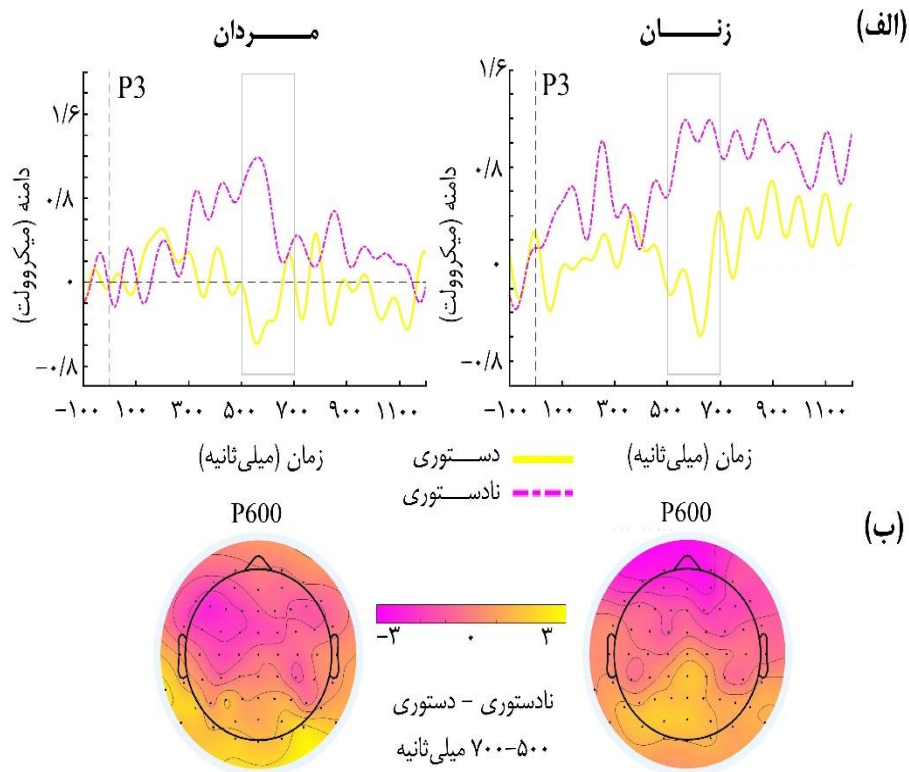 (الف)
زنـــــان
مـــــردان
P3
۱/۶
۰/۸
۰
−۰/۸
دامنه (میکروولت)
−۱۰۰ ۱۰۰ ۳۰۰ ۵۰۰ ۷۰۰ ۹۰۰ ۱۱۰۰
زمان (میلی‌ثانیه)
P3
۱/۶
۰/۸
۰
−۰/۸
دامنه (میکروولت)
−۱۰۰ ۱۰۰ ۳۰۰ ۵۰۰ ۷۰۰ ۹۰۰ ۱۱۰۰
زمان (میلی‌ثانیه)
دســـتوری
نادســـتوری
(ب)
P600
P600
−۳ ۰ ۳
نادستوری - دستوری
۵۰۰-۷۰۰ میلی‌ثانیه